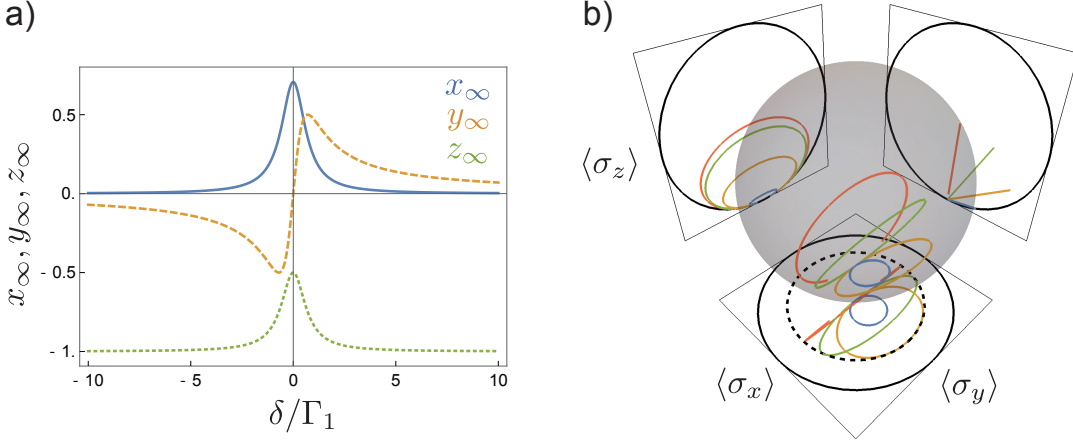 a)
x∞
y∞
z∞
x∞, y∞, z∞
0.5
0.
- 0.5
- 1.
- 10
- 5
0
5
10
δ/Γ₁
b)
⟨σz⟩
⟨σx⟩
⟨σy⟩